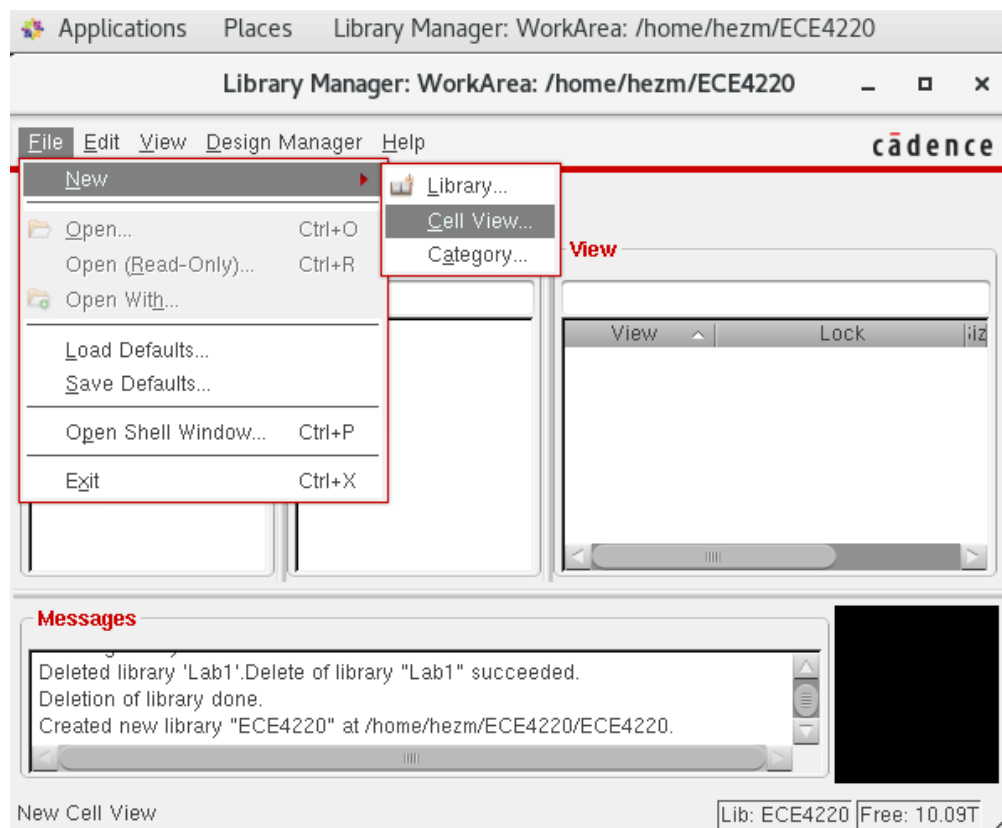 Applications Places Library Manager: WorkArea: /home/hezm/ECE4220
Library Manager: WorkArea: /home/hezm/ECE4220
File Edit View Design Manager Help cādence
New
Library...
Cell View...
Category...
Open... Ctrl+O
Open (Read-Only)... Ctrl+R
Open With...
Load Defaults...
Save Defaults...
Open Shell Window... Ctrl+P
Exit Ctrl+X
View
View Lock
Messages
Deleted library 'Lab1'.Delete of library "Lab1" succeeded.
Deletion of library done.
Created new library "ECE4220" at /home/hezm/ECE4220/ECE4220.
New Cell View Lib: ECE4220 Free: 10.09T